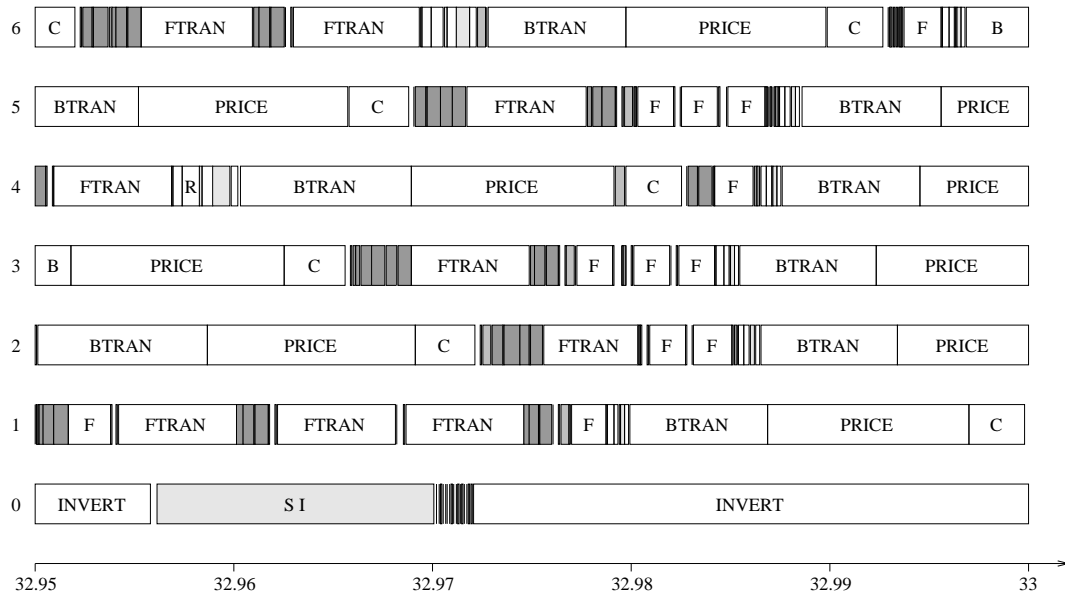 6 C FTRAN FTRAN BTRAN PRICE C F B
5 BTRAN PRICE C FTRAN F F F BTRAN PRICE
4 FTRAN R BTRAN PRICE C F BTRAN PRICE
3 B PRICE C FTRAN F F F BTRAN PRICE
2 BTRAN PRICE C FTRAN F F BTRAN PRICE
1 F FTRAN FTRAN FTRAN F BTRAN PRICE C
0 INVERT S I INVERT
32.95 32.96 32.97 32.98 32.99 33